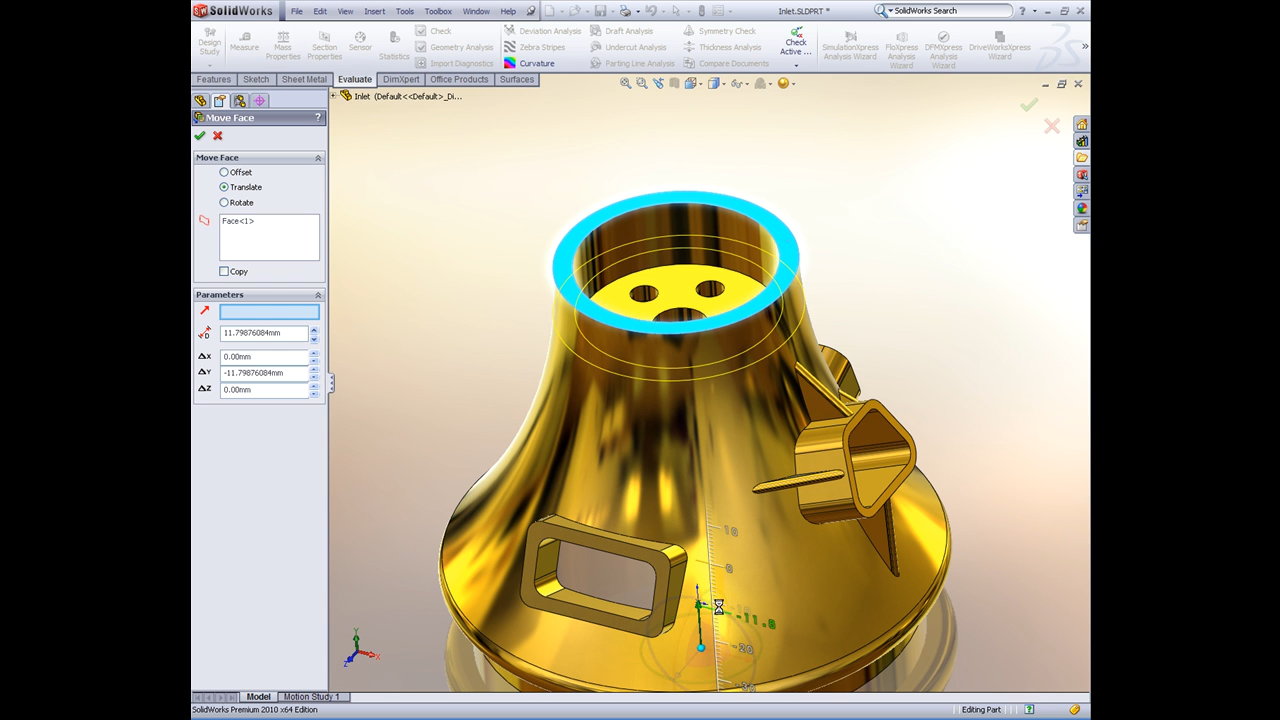 SolidWorks File Edit View Insert Tools Toolbox Window Help Inlet.SLDPRT * SolidWorks Search ?
Design Study
Measure
Mass Properties
Section Properties
Sensor
Statistics
Check
Geometry Analysis
Import Diagnostics
Deviation Analysis
Zebra Stripes
Curvature
Draft Analysis
Undercut Analysis
Parting Line Analysis
Symmetry Check
Thickness Analysis
Compare Documents
Check Active ...
SimulationXpress Analysis Wizard
FloXpress Analysis Wizard
DFMXpress Analysis Wizard
DriveWorksXpress Wizard
Features Sketch Sheet Metal Evaluate DimXpert Office Products Surfaces
Inlet (Default<<Default>_Di...
Move Face ?
Move Face
Offset
Translate
Rotate
Face<1>
Copy
Parameters
D 11.79876084mm
ΔX 0.00mm
ΔY -11.79876084mm
ΔZ 0.00mm
10
0
-11.8
-20
Y
Z X
Model Motion Study 1
SolidWorks Premium 2010 x64 Edition Editing Part ?